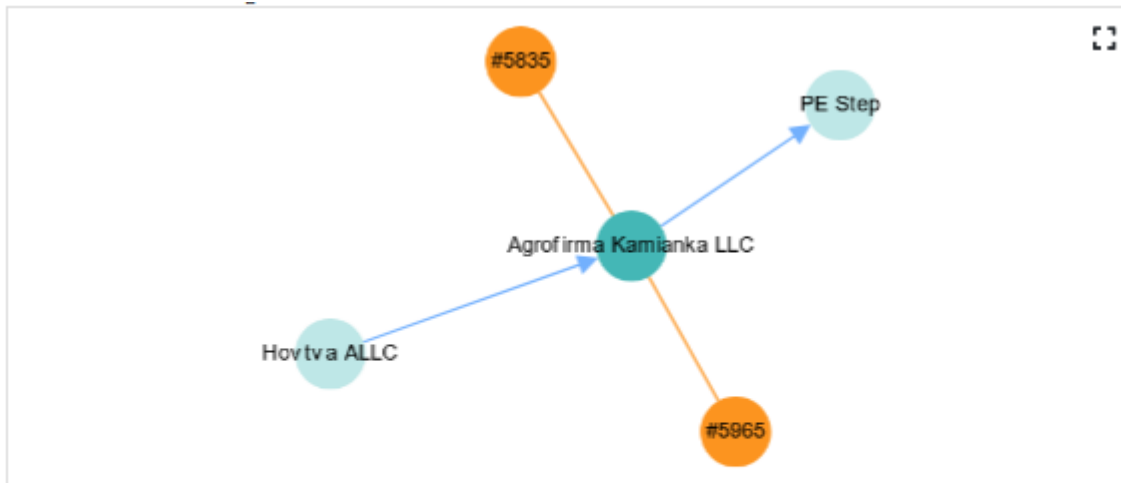 #5835
PE Step
Agrofirma Kamianka LLC
Hovtva ALLC
#5965